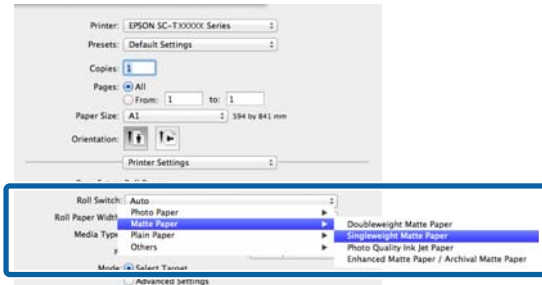 Printer: EPSON SC-TXXXXX Series
Presets: Default Settings
Copies: 1
Pages: All
From: 1 to: 1
Paper Size: A1 594 by 841 mm
Orientation:
Printer Settings
Roll Switch: Auto
Roll Paper Width
Photo Paper
Matte Paper
Media Type
Plain Paper
Others
Doubleweight Matte Paper
Singleweight Matte Paper
Photo Quality Ink Jet Paper
Enhanced Matte Paper / Archival Matte Paper
Mode: Select Target
Advanced Settings